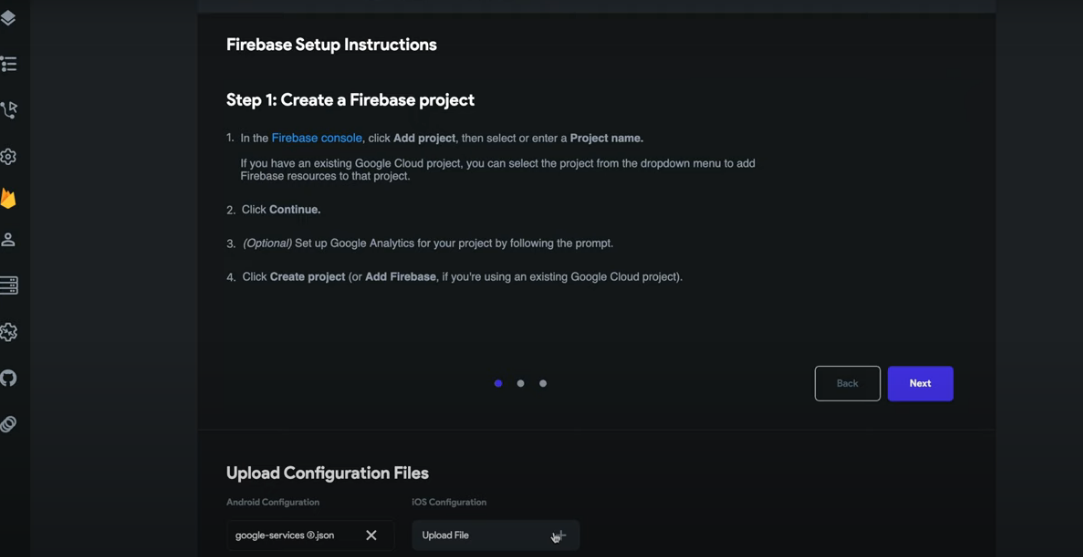 Firebase Setup Instructions
Step 1: Create a Firebase project
1. In the Firebase console, click Add project, then select or enter a Project name.
If you have an existing Google Cloud project, you can select the project from the dropdown menu to add
Firebase resources to that project.
2. Click Continue.
3. (Optional) Set up Google Analytics for your project by following the prompt.
4. Click Create project (or Add Firebase, if you're using an existing Google Cloud project).
Back
Next
Upload Configuration Files
Android Configuration
iOS Configuration
google-services ②.json
Upload File